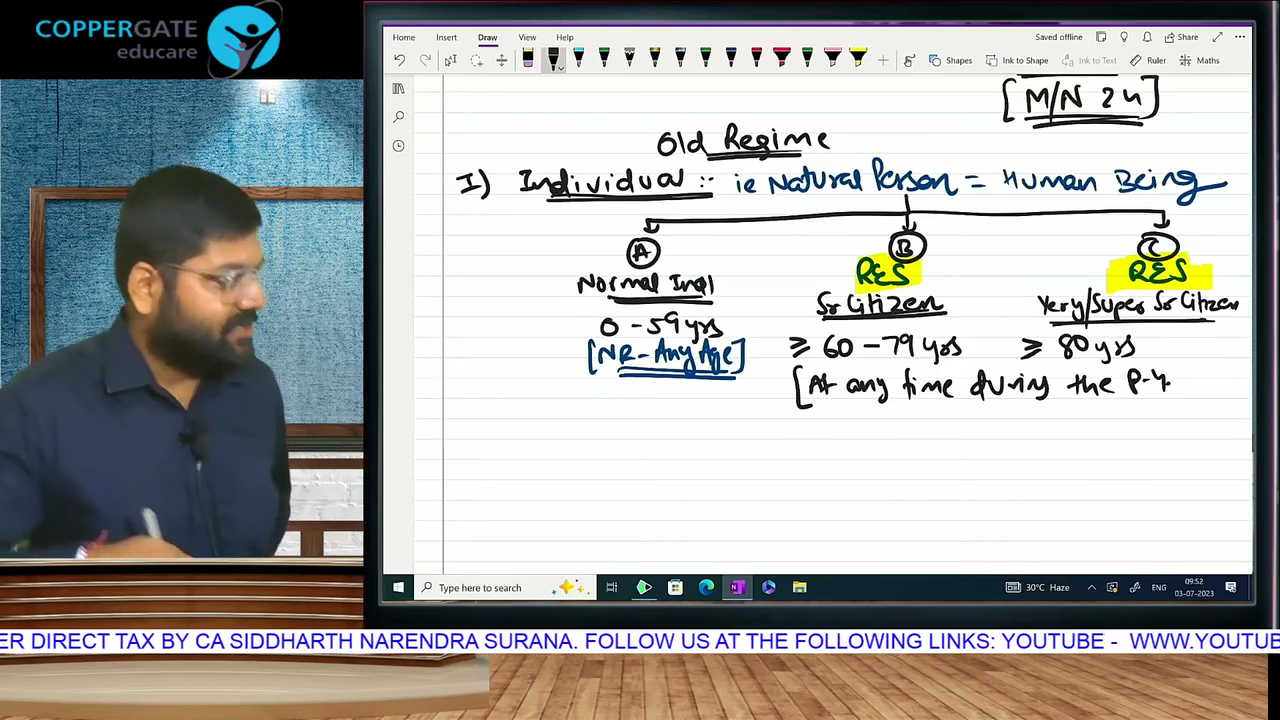 COPPERGATE
educare
Home Insert Draw View Help
Saved offline Share
Shapes Ink to Shape Ink to Text Ruler Maths
[M/N 24]
Old Regime
I) Individual :- ie Natural Person = Human Being
A B C
RES RES
Normal Indl Sr Citizen Very/Super Sr Citizen
0 - 59 yrs ≥ 60 - 79 yrs ≥ 80 yrs
[NR - Any Age]
[At any time during the P.Y.
Type here to search
30°C Haze ENG 09:52
03-07-2023
ER DIRECT TAX BY CA SIDDHARTH NARENDRA SURANA. FOLLOW US AT THE FOLLOWING LINKS: YOUTUBE - WWW.YOUTU